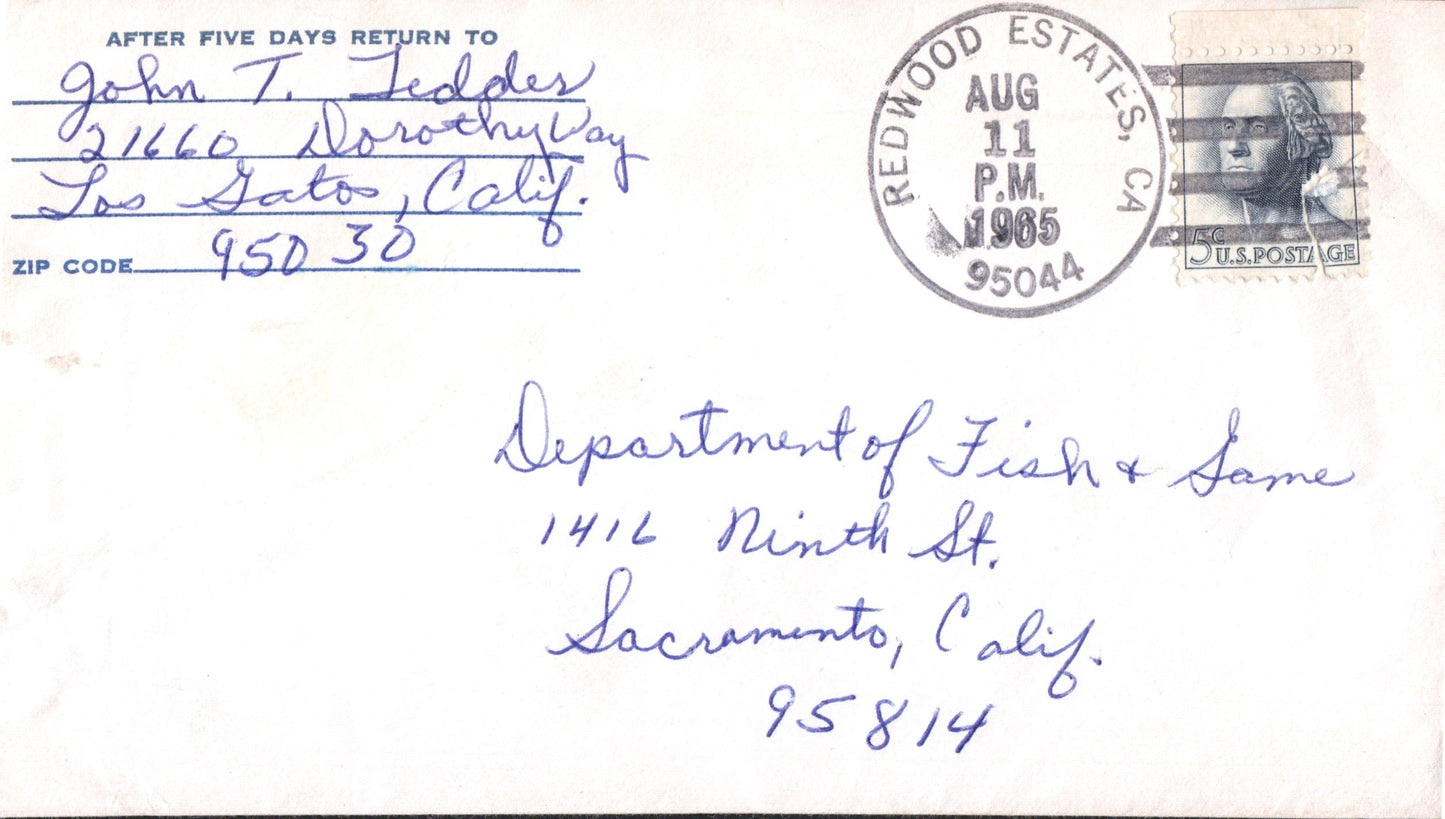 AFTER FIVE DAYS RETURN TO
John T. Tedder
21660 Dorothy Way
Los Gatos, Calif.
ZIP CODE 95030
REDWOOD ESTATES, CA
AUG
11
P.M.
1965
95044
5c U.S. POSTAGE
Department of Fish & Game
1416 Ninth St.
Sacramento, Calif.
95814